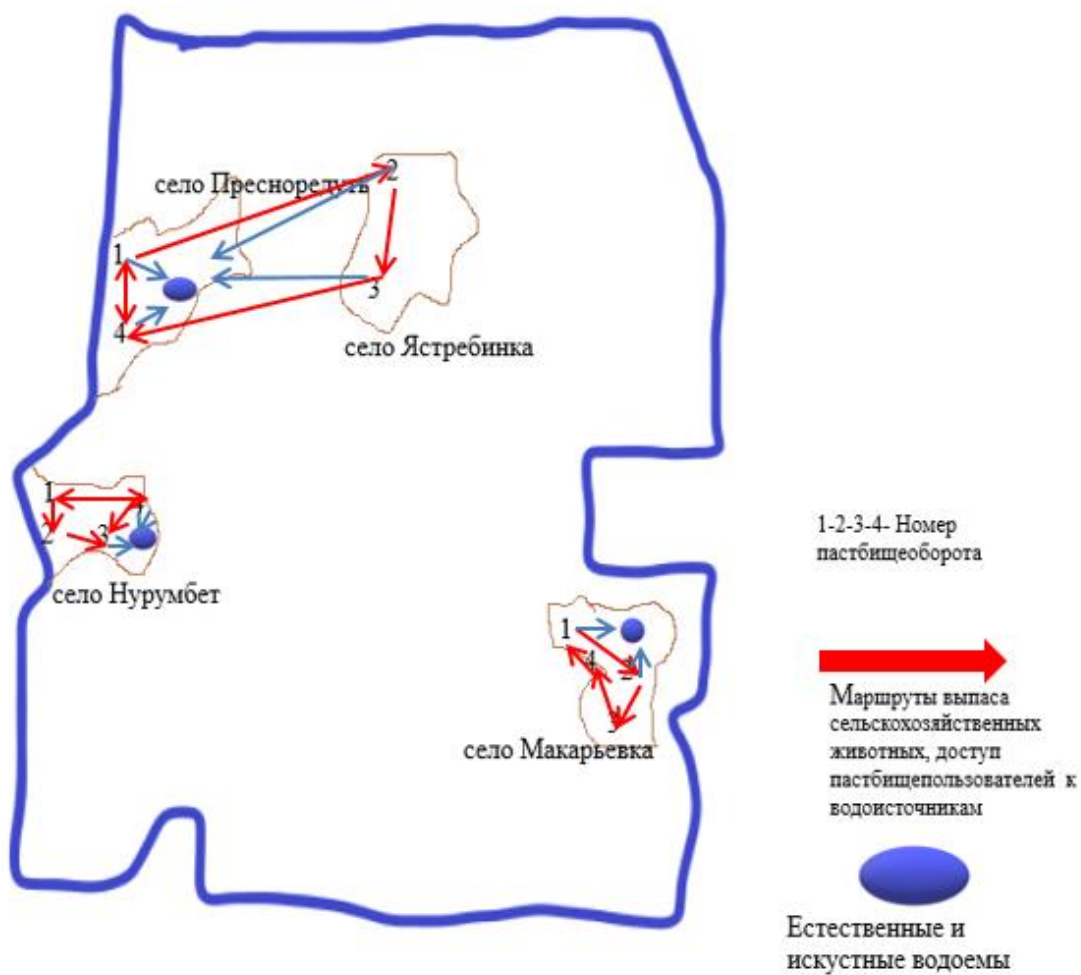 2
село Пресноредуть
1
3
4
село Ястребинка
1
4
2
3
село Нурумбет
1-2-3-4- Номер
пастбищеоборота
1
4
2
3
село Макарьевка
Маршруты выпаса
сельскохозяйственных
животных, доступ
пастбищепользователей к
водоисточникам
Естественные и
искустные водоемы